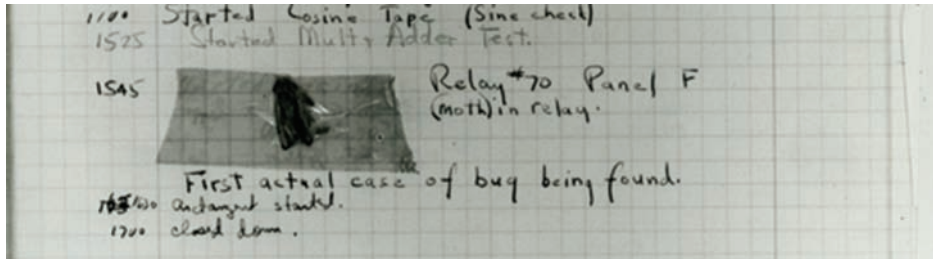 1100 Started Cosine Tape (Sine check)
1525 Started Mult + Adder Test.
1545 Relay #70 Panel F
(moth) in relay.
First actual case of bug being found.
started.
1700 closed down.